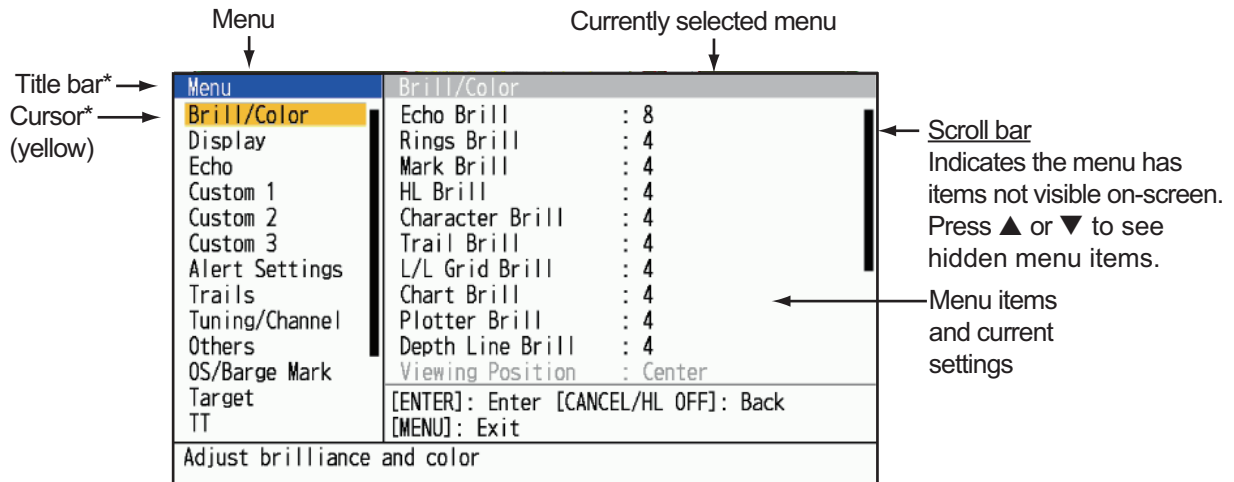 Menu
Currently selected menu
Title bar*
Cursor*
(yellow)
Menu
Brill/Color
Display
Echo
Custom 1
Custom 2
Custom 3
Alert Settings
Trails
Tuning/Channel
Others
OS/Barge Mark
Target
TT
Brill/Color
Echo Brill : 8
Rings Brill : 4
Mark Brill : 4
HL Brill : 4
Character Brill : 4
Trail Brill : 4
L/L Grid Brill : 4
Chart Brill : 4
Plotter Brill : 4
Depth Line Brill : 4
Viewing Position : Center
[ENTER]: Enter [CANCEL/HL OFF]: Back
[MENU]: Exit
Adjust brilliance and color
Scroll bar
Indicates the menu has
items not visible on-screen.
Press ▲ or ▼ to see
hidden menu items.
Menu items
and current
settings